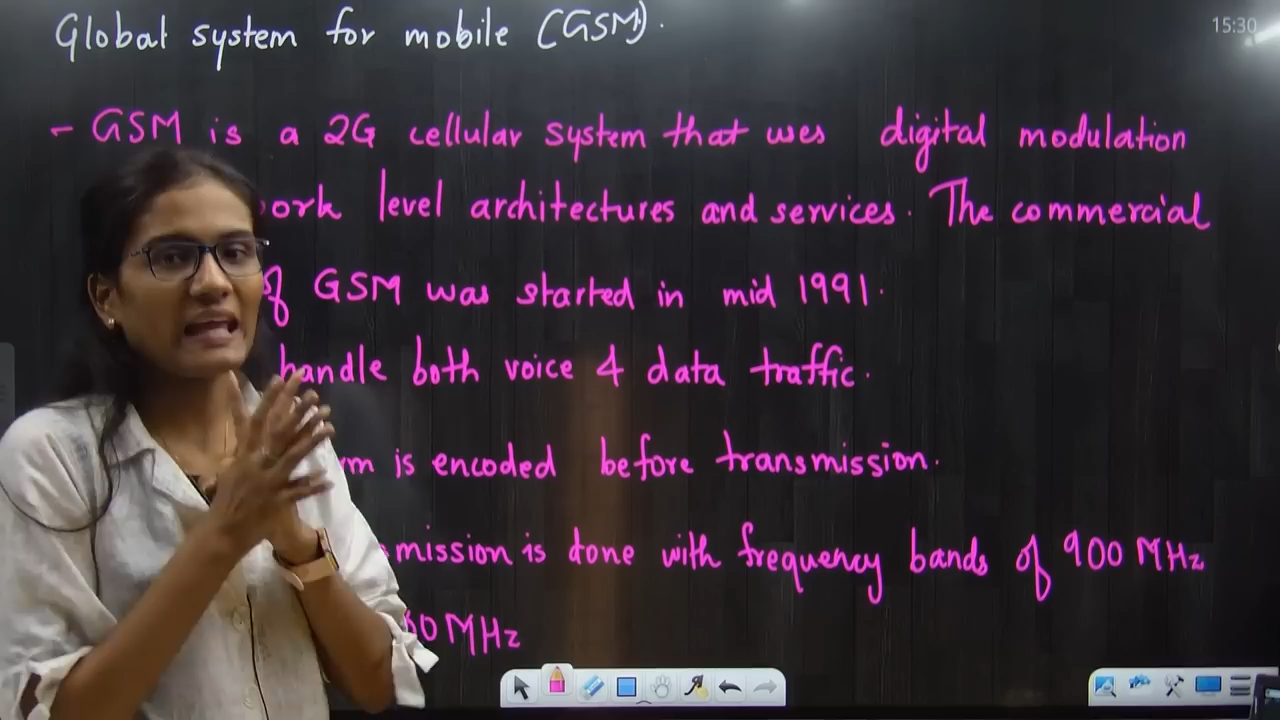 Global system for mobile (GSM).
15:30
- GSM is a 2G cellular system that uses digital modulation
ork level architectures and services. The commercial
of GSM was started in mid 1991.
handle both voice & data traffic.
m is encoded before transmission.
mission is done with frequency bands of 900 MHz
0 MHz